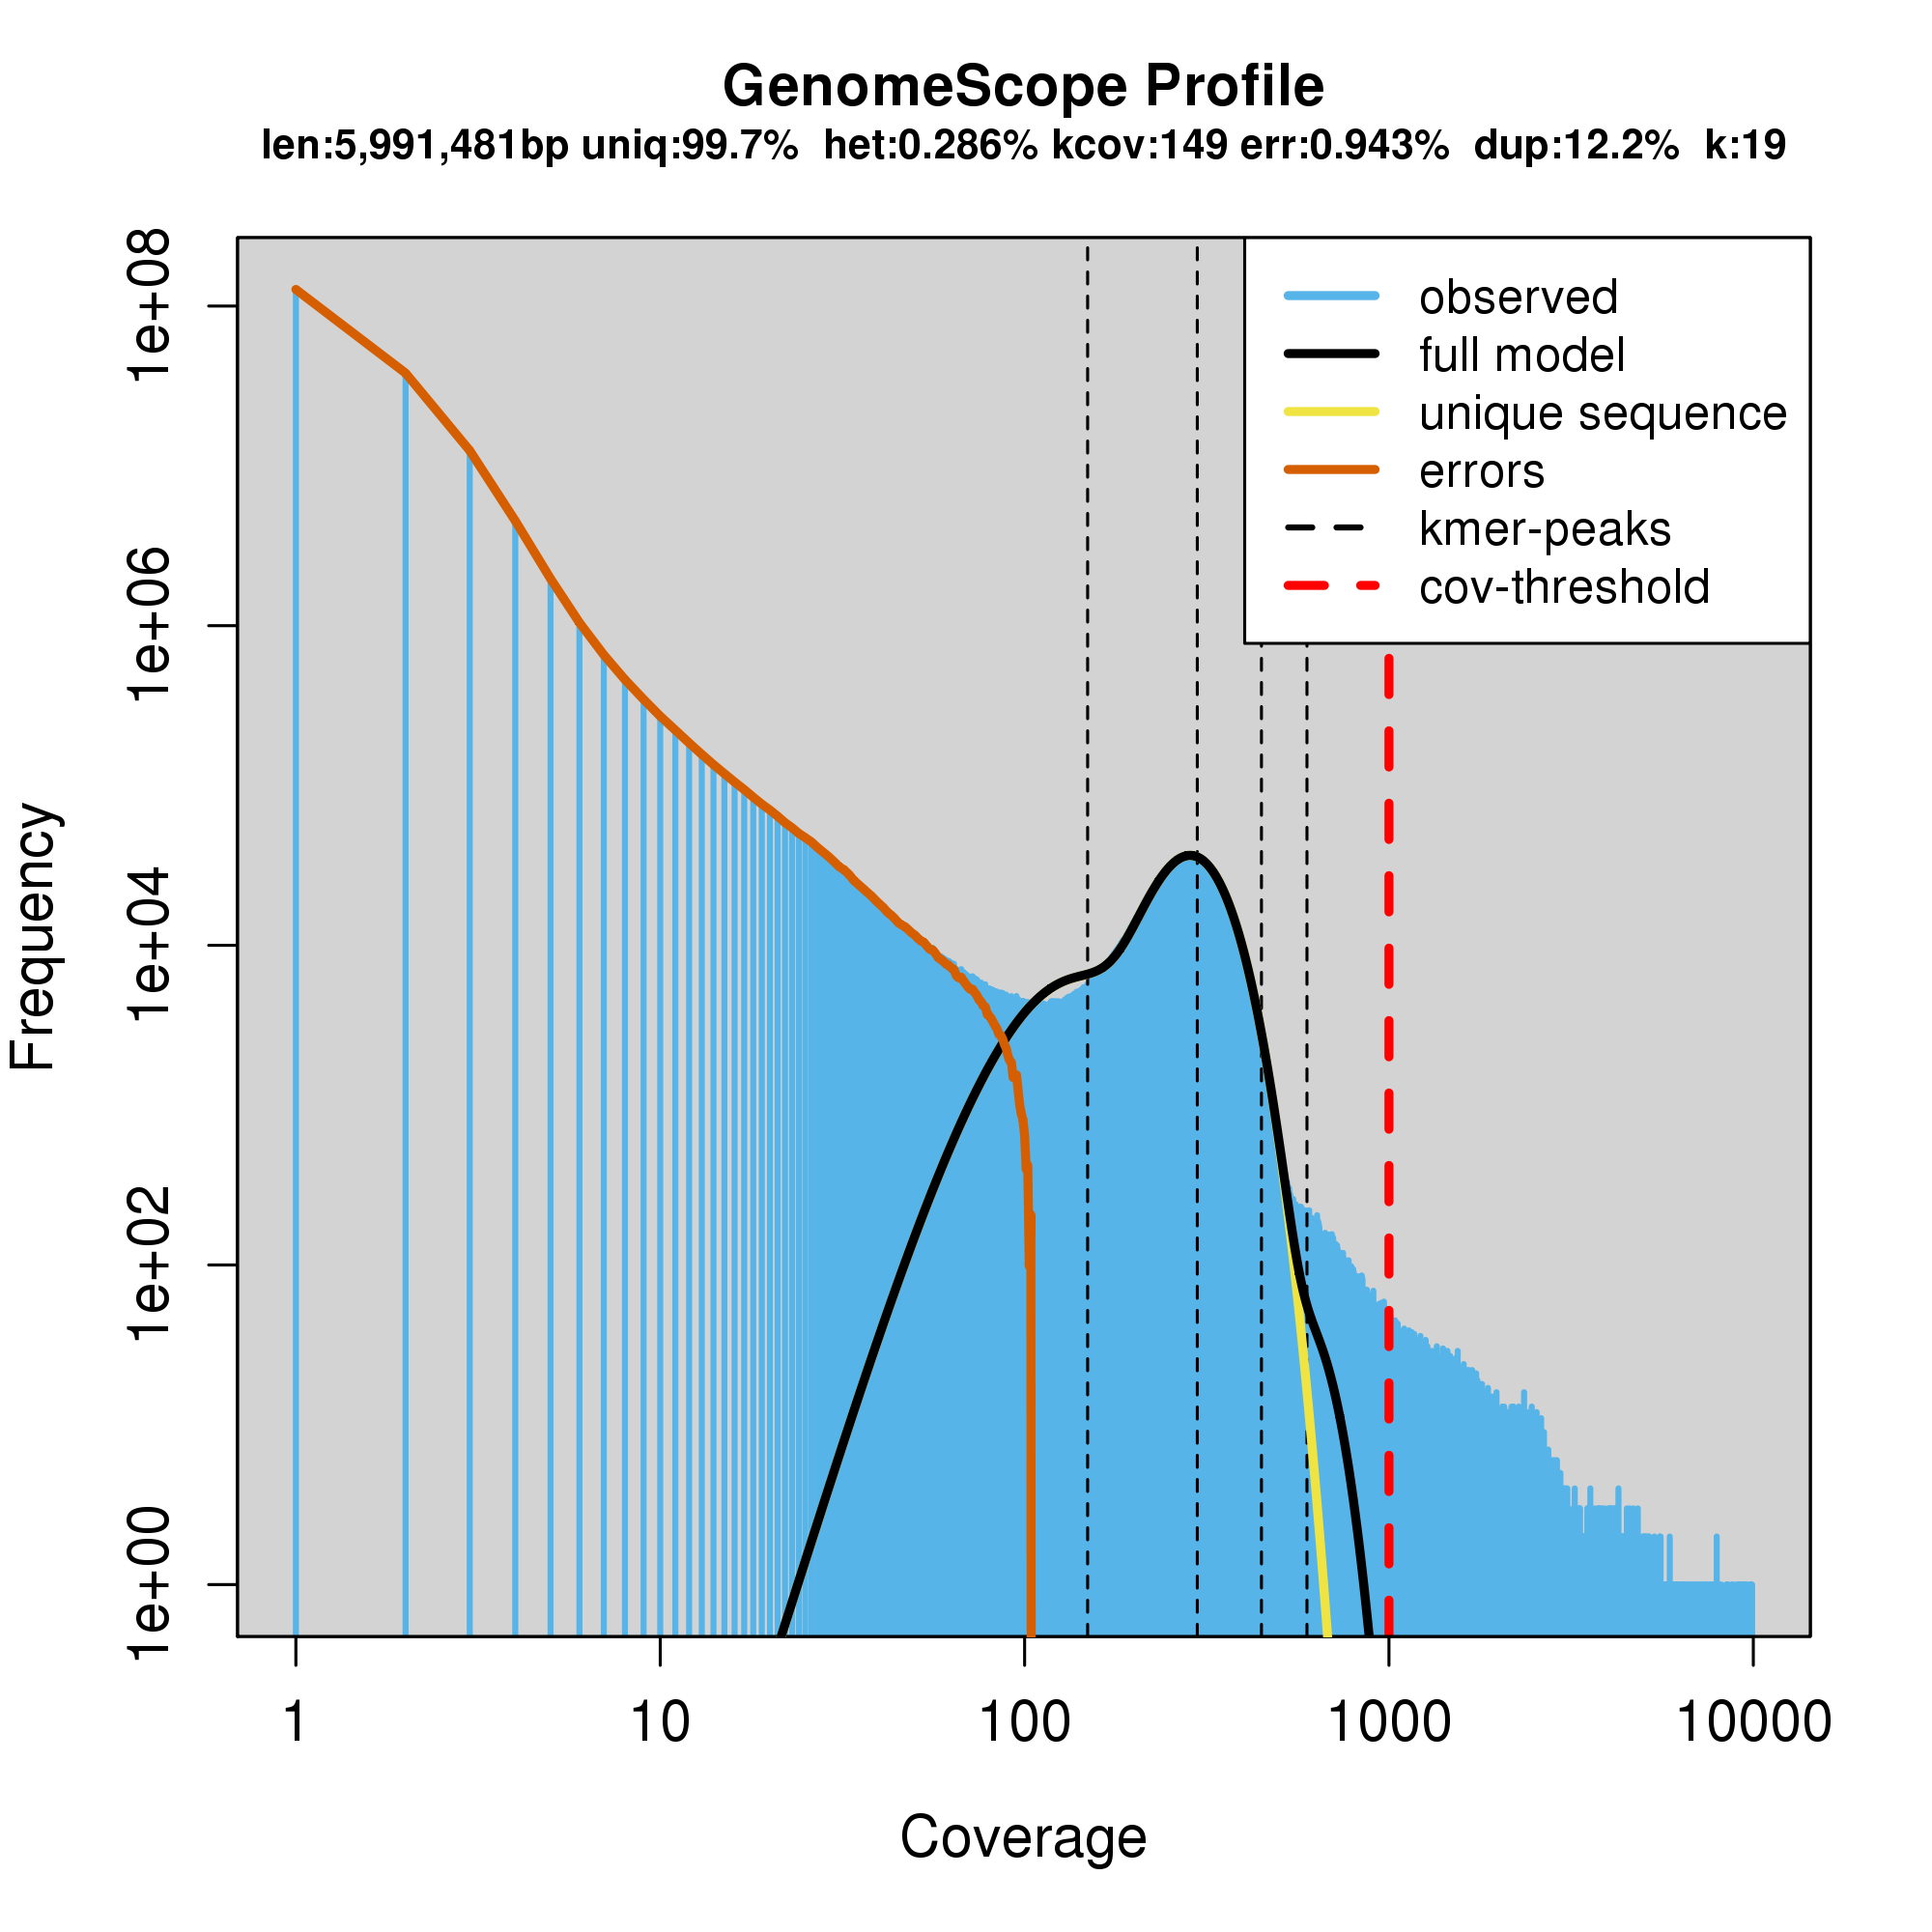 GenomeScope Profile
len:5,991,481bp uniq:99.7% het:0.286% kcov:149 err:0.943% dup:12.2% k:19
observed
full model
unique sequence
errors
kmer-peaks
cov-threshold
Frequency
1e+08
1e+06
1e+04
1e+02
1e+00
1 10 100 1000 10000
Coverage